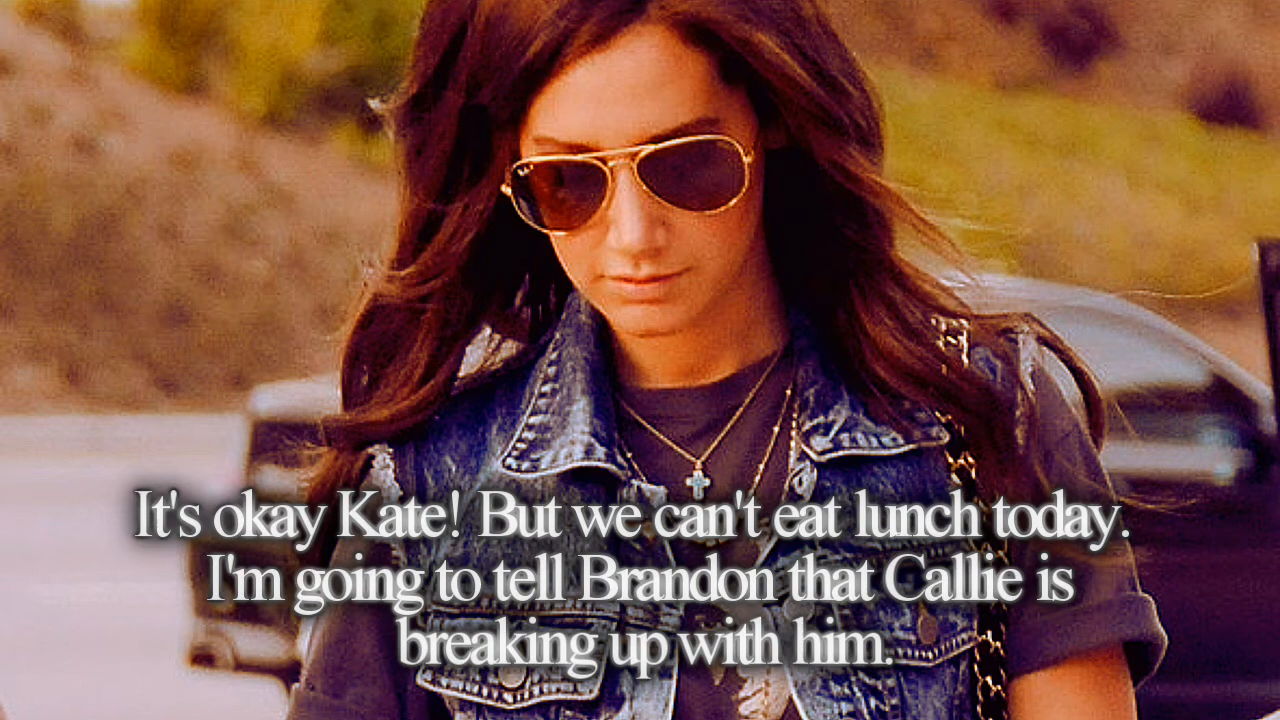 It's okay Kate! But we can't eat lunch today.
I'm going to tell Brandon that Callie is
breaking up with him.